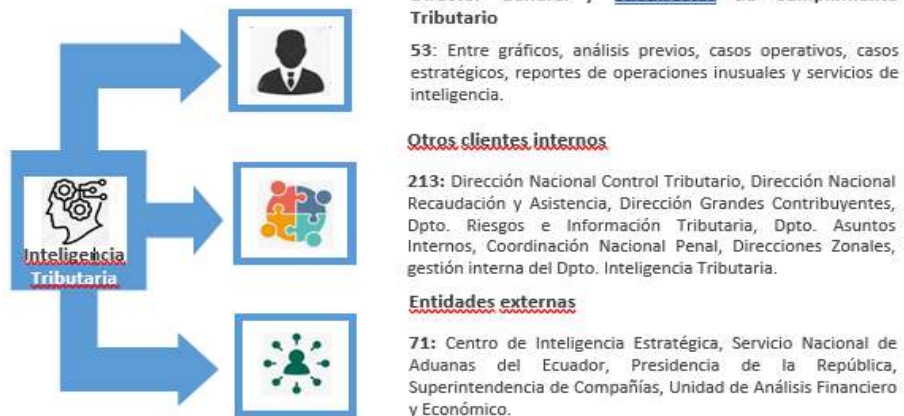 Tributario
53: Entre gráficos, análisis previos, casos operativos, casos
estratégicos, reportes de operaciones inusuales y servicios de
inteligencia.
Otros clientes internos
213: Dirección Nacional Control Tributario, Dirección Nacional
Recaudación y Asistencia, Dirección Grandes Contribuyentes,
Dpto. Riesgos e Información Tributaria, Dpto. Asuntos
Internos, Coordinación Nacional Penal, Direcciones Zonales,
gestión interna del Dpto. Inteligencia Tributaria.
Entidades externas
71: Centro de Inteligencia Estratégica, Servicio Nacional de
Aduanas del Ecuador, Presidencia de la República,
Superintendencia de Compañías, Unidad de Análisis Financiero
y Económico.
Inteligencia
Tributaria